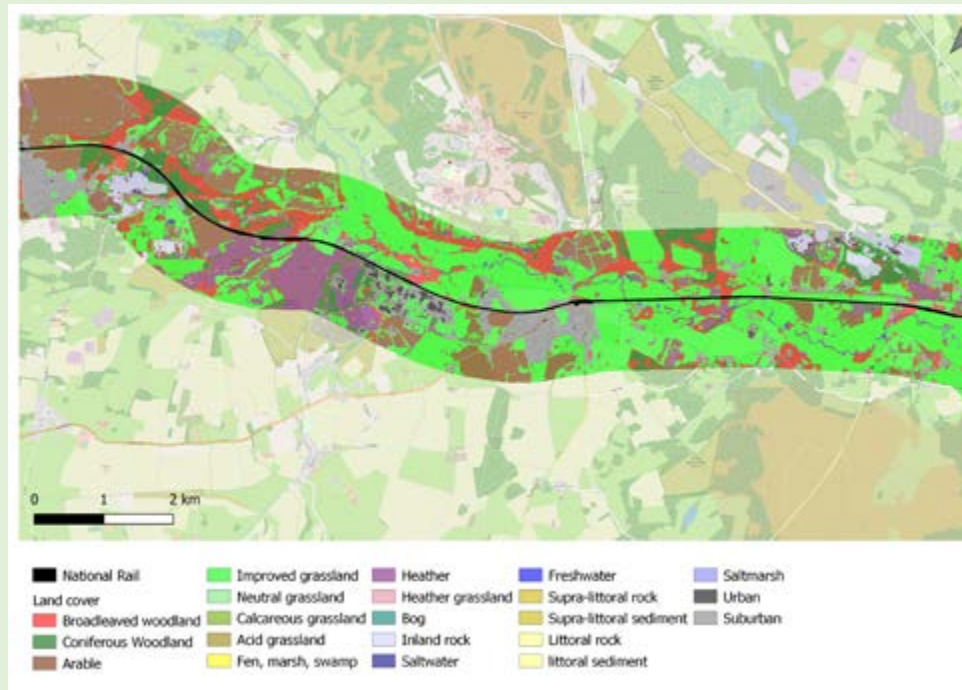 0 1 2 km
National Rail
Land cover
Broadleaved woodland
Coniferous Woodland
Arable
Improved grassland
Neutral grassland
Calcareous grassland
Acid grassland
Fen, marsh, swamp
Heather
Heather grassland
Bog
Inland rock
Saltwater
Freshwater
Supra-littoral rock
Supra-littoral sediment
Littoral rock
littoral sediment
Saltmarsh
Urban
Suburban